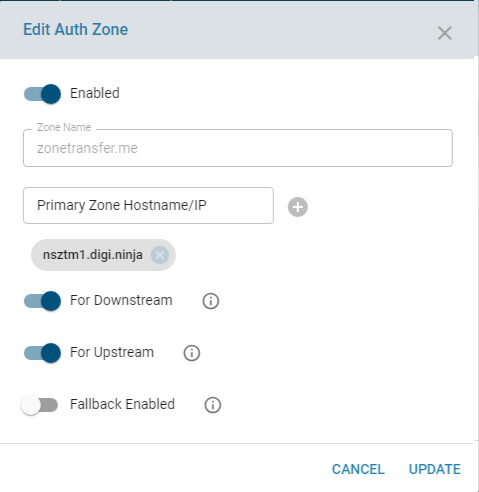 Edit Auth Zone
Enabled
Zone Name
zonetransfer.me
Primary Zone Hostname/IP
nsztm1.digi.ninja
For Downstream
For Upstream
Fallback Enabled
CANCEL UPDATE